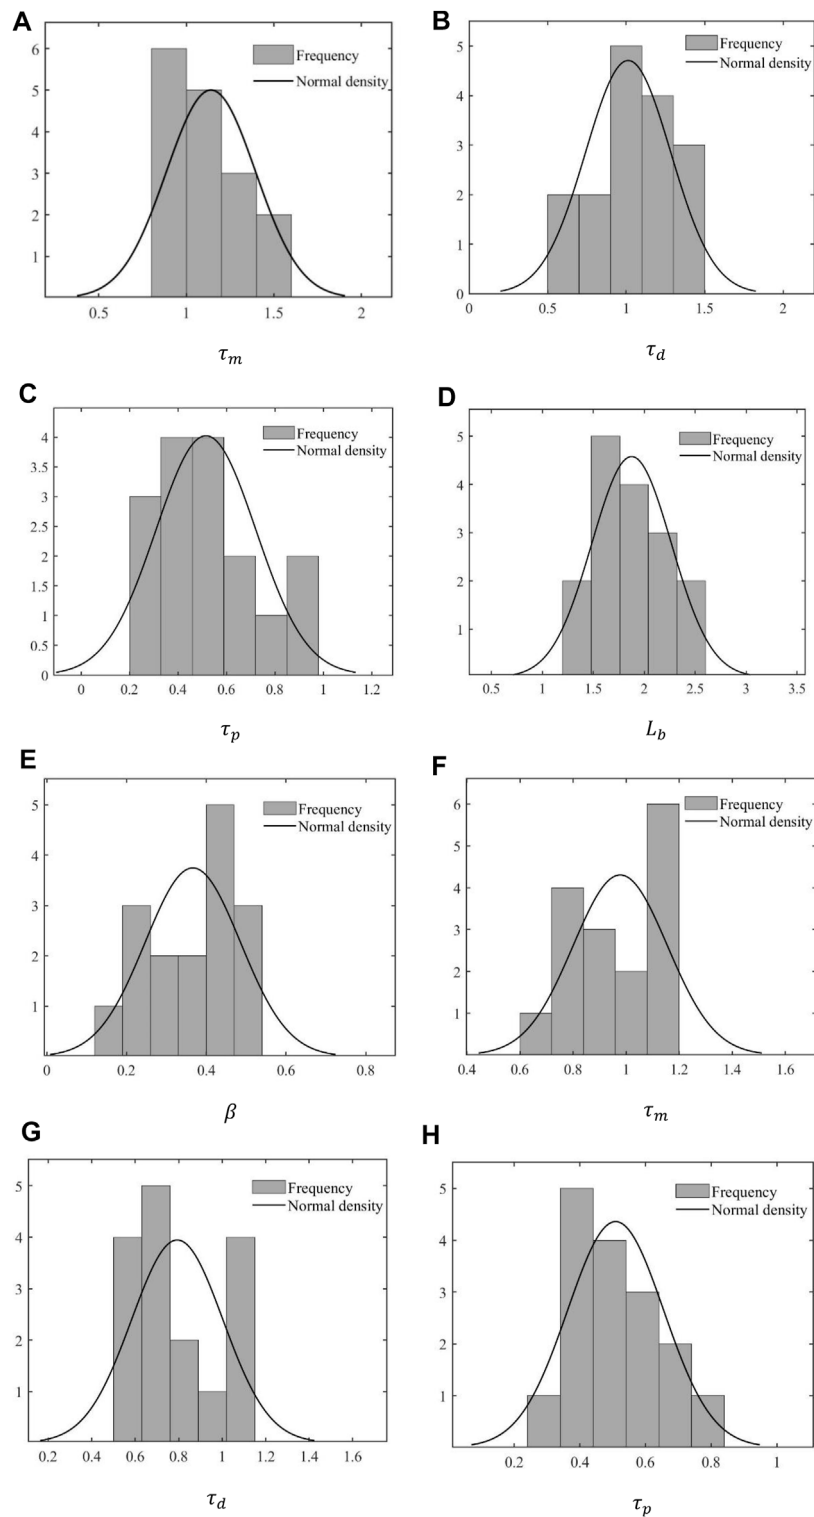 A
Frequency
Normal density
6
5
4
3
2
1
0.5 1 1.5 2
τm
B
Frequency
Normal density
5
4
3
2
1
0
0 0.5 1 1.5 2
τd
C
Frequency
Normal density
4
3.5
3
2.5
2
1.5
1
0.5
0
0 0.2 0.4 0.6 0.8 1 1.2
τp
D
Frequency
Normal density
5
4
3
2
1
0.5 1 1.5 2 2.5 3 3.5
Lb
E
Frequency
Normal density
5
4
3
2
1
0 0.2 0.4 0.6 0.8
β
F
Frequency
Normal density
6
5
4
3
2
1
0.4 0.6 0.8 1 1.2 1.4 1.6
τm
G
Frequency
Normal density
5
4
3
2
1
0.2 0.4 0.6 0.8 1 1.2 1.4 1.6
τd
H
Frequency
Normal density
5
4
3
2
1
0.2 0.4 0.6 0.8 1
τp